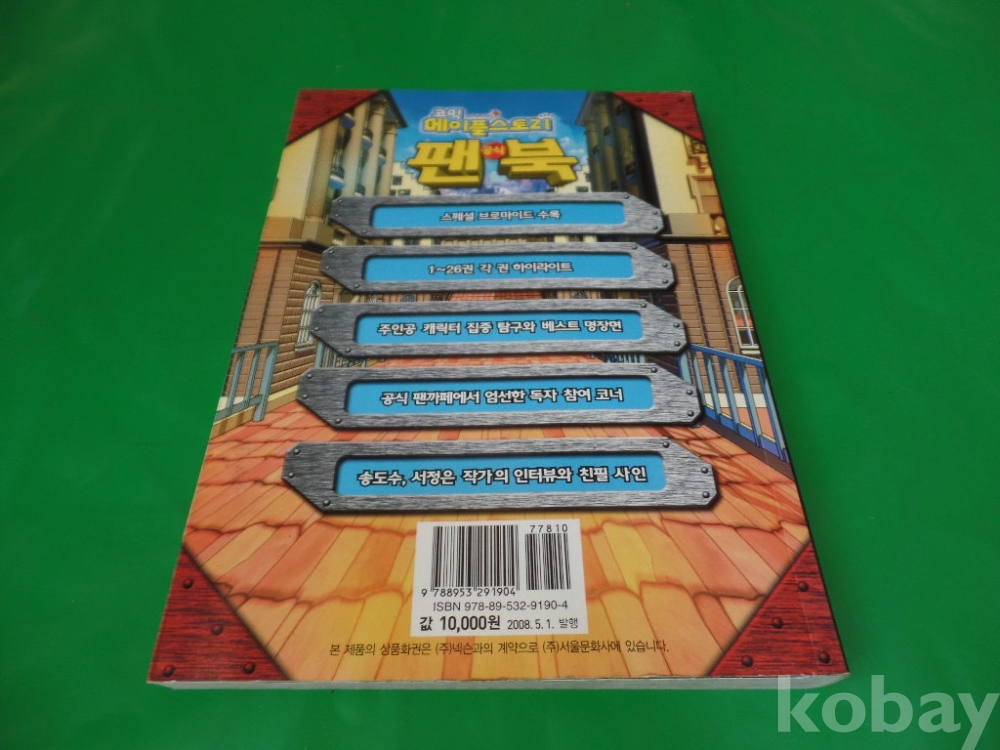 코믹
메이플스토리
공식
팬북
스페셜 브로마이드 수록
1~26권 각 권 하이라이트
주인공 캐릭터 집중 탐구와 베스트 명장면
공식 팬까페에서 엄선한 독자 참여 코너
송도수, 서정은 작가의 인터뷰와 친필 사인
77810
9 788953 291904
ISBN 978-89-532-9190-4
값 10,000원 2008. 5. 1. 발행
본 제품의 상품화권은 (주)넥슨과의 계약으로 (주)서울문화사에 있습니다.
kobay